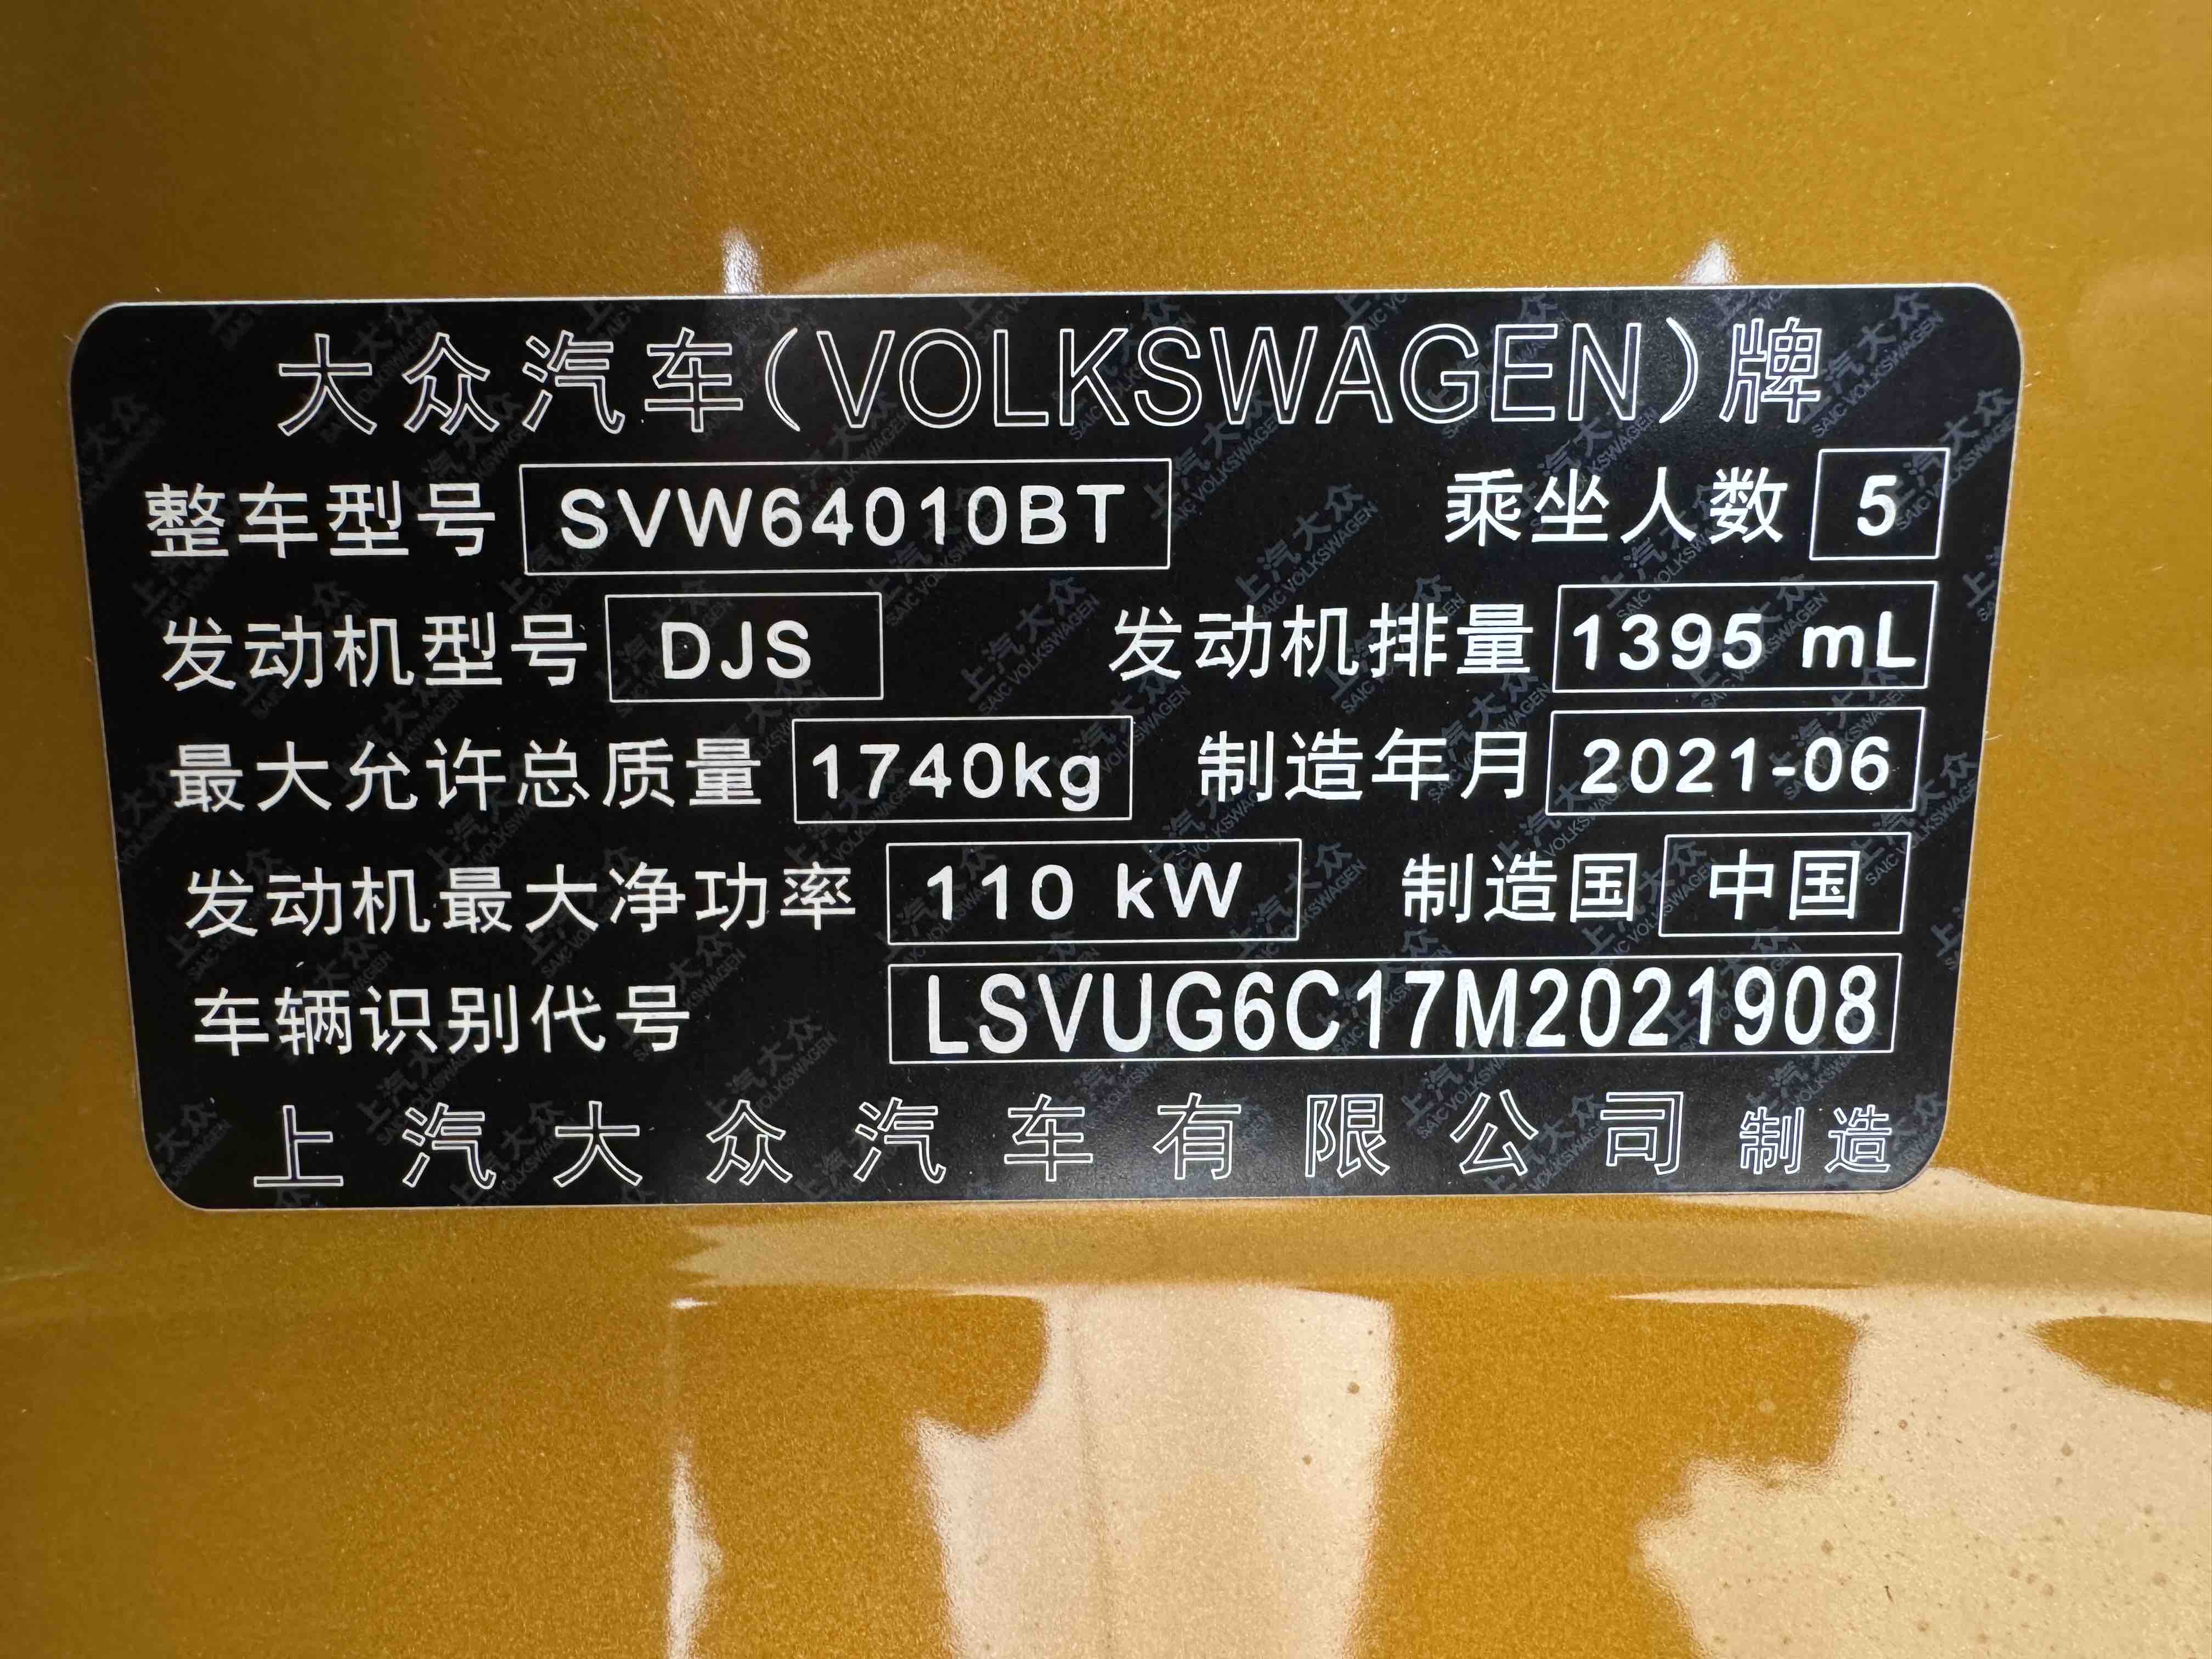 大众汽车(VOLKSWAGEN)牌
整车型号 SVW64010BT 乘坐人数 5
发动机型号 DJS 发动机排量 1395 mL
最大允许总质量 1740kg 制造年月 2021-06
发动机最大净功率 110 kW 制造国 中国
车辆识别代号 LSVUG6C17M2021908
上汽大众汽车有限公司 制造